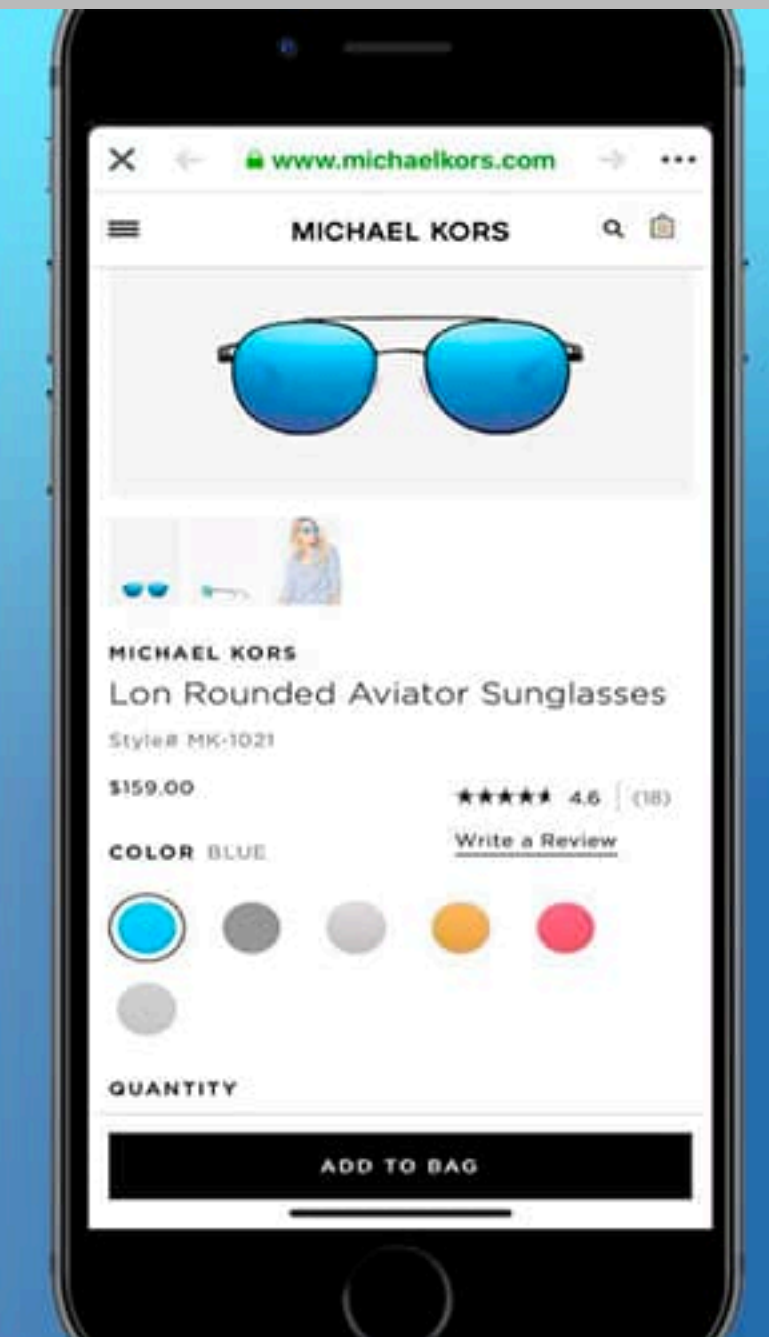 www.michaelkors.com
MICHAEL KORS
MICHAEL KORS
Lon Rounded Aviator Sunglasses
Style# MK-1021
$159.00
4.6 (18)
Write a Review
COLOR BLUE
QUANTITY
ADD TO BAG